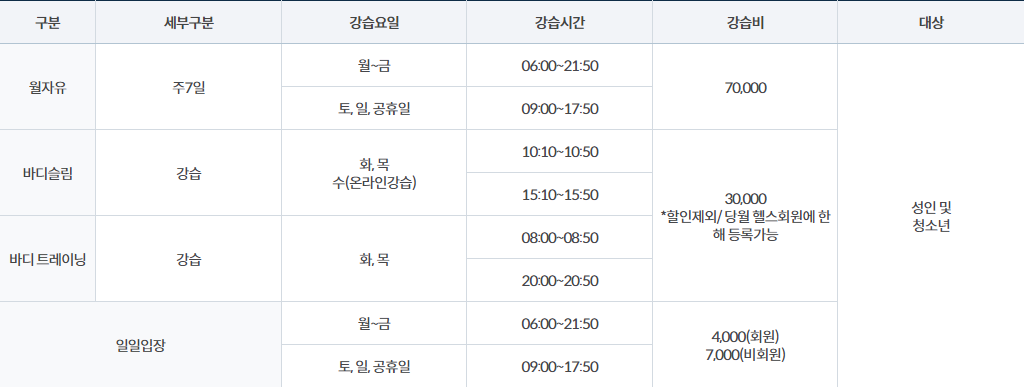 구분 세부구분 강습요일 강습시간 강습비 대상
월자유 주7일 월~금 06:00~21:50 70,000
토, 일, 공휴일 09:00~17:50
바디슬림 강습 화, 목
수(온라인강습)
10:10~10:50
15:10~15:50
30,000
*할인제외/ 당월 헬스회원에 한
해 등록가능
성인 및
청소년
바디 트레이닝 강습 화, 목 08:00~08:50
20:00~20:50
일일입장 월~금 06:00~21:50
4,000(회원)
7,000(비회원)
토, 일, 공휴일 09:00~17:50